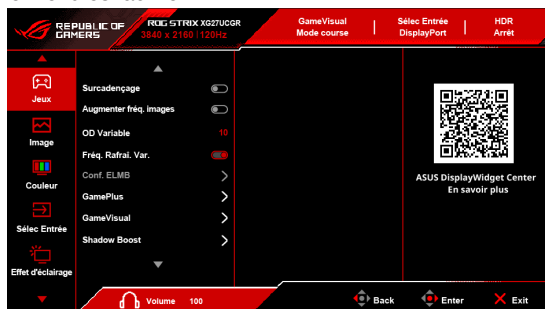 REPUBLIC OF
GAMERS
ROG STRIX XG27UCGR
3840 x 2160 | 120Hz
GameVisual
Mode course
Sélec Entrée
DisplayPort
HDR
Arrêt
Jeux
Image
Couleur
Sélec Entrée
Effet d'éclairage
Surcadençage
Augmenter fréq. images
OD Variable
10
Fréq. Rafrai. Var.
Conf. ELMB
GamePlus
GameVisual
Shadow Boost
ASUS DisplayWidget Center
En savoir plus
Volume 100
Back
Enter
Exit